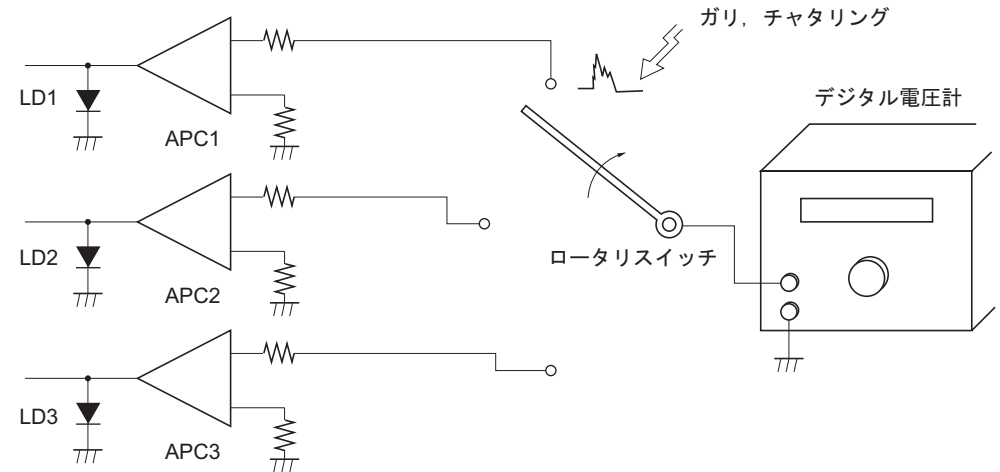 ガリ，チャタリング
デジタル電圧計
LD1
APC1
ロータリスイッチ
LD2
APC2
LD3
APC3